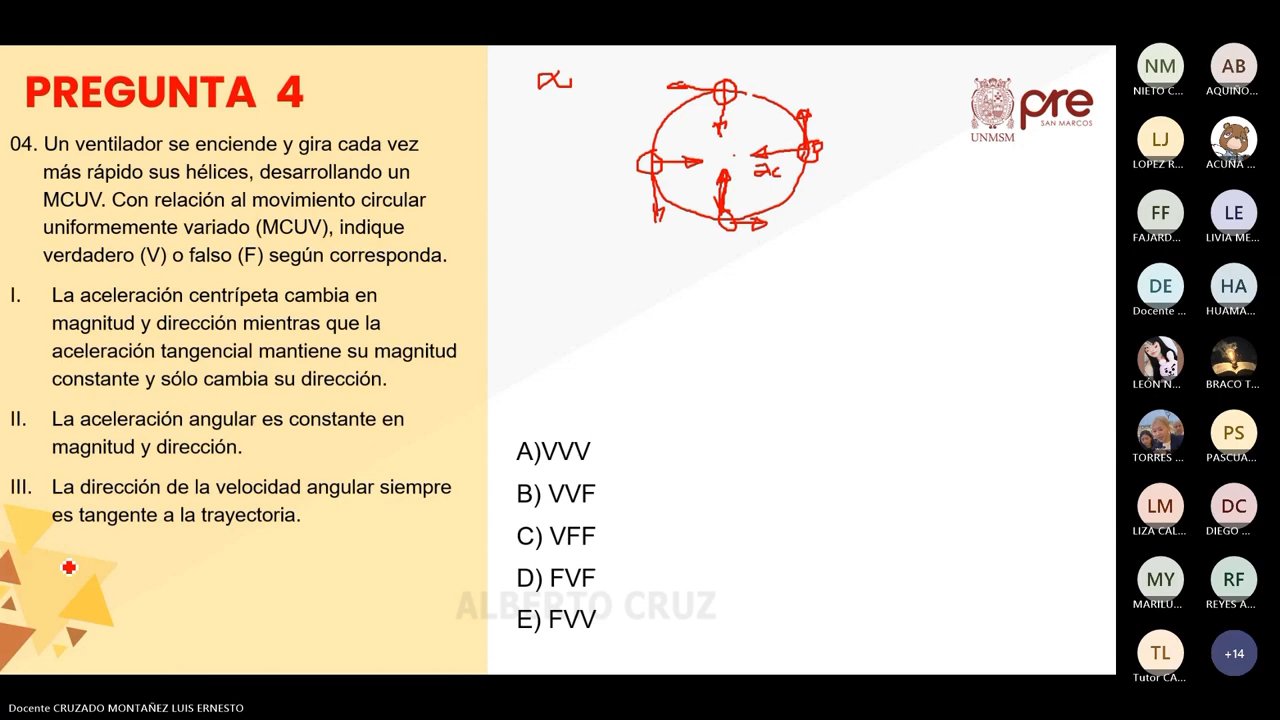 PREGUNTA 4
04. Un ventilador se enciende y gira cada vez
más rápido sus hélices, desarrollando un
MCUV. Con relación al movimiento circular
uniformemente variado (MCUV), indique
verdadero (V) o falso (F) según corresponda.
I. La aceleración centrípeta cambia en
magnitud y dirección mientras que la
aceleración tangencial mantiene su magnitud
constante y sólo cambia su dirección.
II. La aceleración angular es constante en
magnitud y dirección.
III. La dirección de la velocidad angular siempre
es tangente a la trayectoria.
α
ac
UNMSM
pre
SAN MARCOS
A)VVV
B) VVF
C) VFF
D) FVF
E) FVV
ALBERTO CRUZ
NM
NIETO C...
AB
AQUIÑO...
LJ
LOPEZ R...
ACUÑA ...
FF
FAJARD...
LE
LIVIA ME...
DE
Docente ...
HA
HUAMA...
LEÓN N...
BRACO T...
TORRES ...
PS
PASCUA...
LM
LIZA CAL...
DC
DIEGO ...
MY
MARILÚ...
RF
REYES A...
TL
Tutor CA...
+14
Docente CRUZADO MONTAÑEZ LUIS ERNESTO